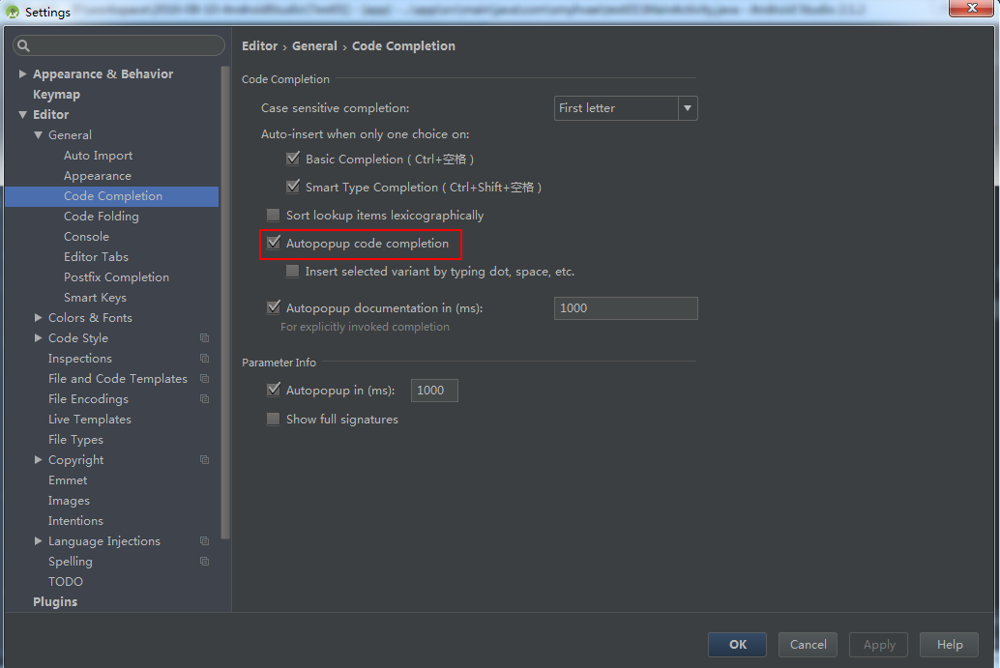 Settings
Editor › General › Code Completion
Appearance & Behavior
Keymap
Editor
General
Auto Import
Appearance
Code Completion
Code Folding
Console
Editor Tabs
Postfix Completion
Smart Keys
Colors & Fonts
Code Style
Inspections
File and Code Templates
File Encodings
Live Templates
File Types
Copyright
Emmet
Images
Intentions
Language Injections
Spelling
TODO
Plugins
Code Completion
Case sensitive completion: First letter
Auto-insert when only one choice on:
Basic Completion ( Ctrl+空格 )
Smart Type Completion ( Ctrl+Shift+空格 )
Sort lookup items lexicographically
Autopopup code completion
Insert selected variant by typing dot, space, etc.
Autopopup documentation in (ms): 1000
For explicitly invoked completion
Parameter Info
Autopopup in (ms): 1000
Show full signatures
OK Cancel Apply Help